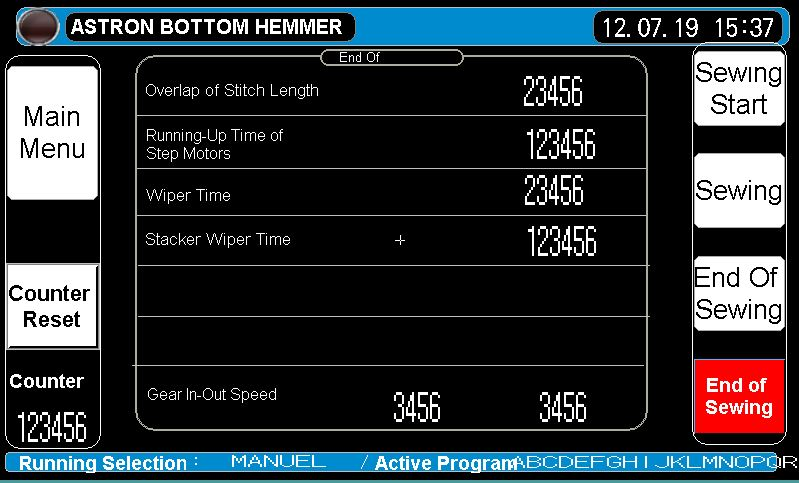 ASTRON BOTTOM HEMMER
12.07.19 15:37
End Of
Main
Menu
Counter
Reset
Counter
123456
Overlap of Stitch Length 23456
Running-Up Time of
Step Motors 123456
Wiper Time 23456
Stacker Wiper Time + 123456
Gear In-Out Speed 3456 3456
Sewing
Start
Sewing
End Of
Sewing
End of
Sewing
Running Selection : MANUEL / Active Program ABCDEFGHIJKLMNOPQR